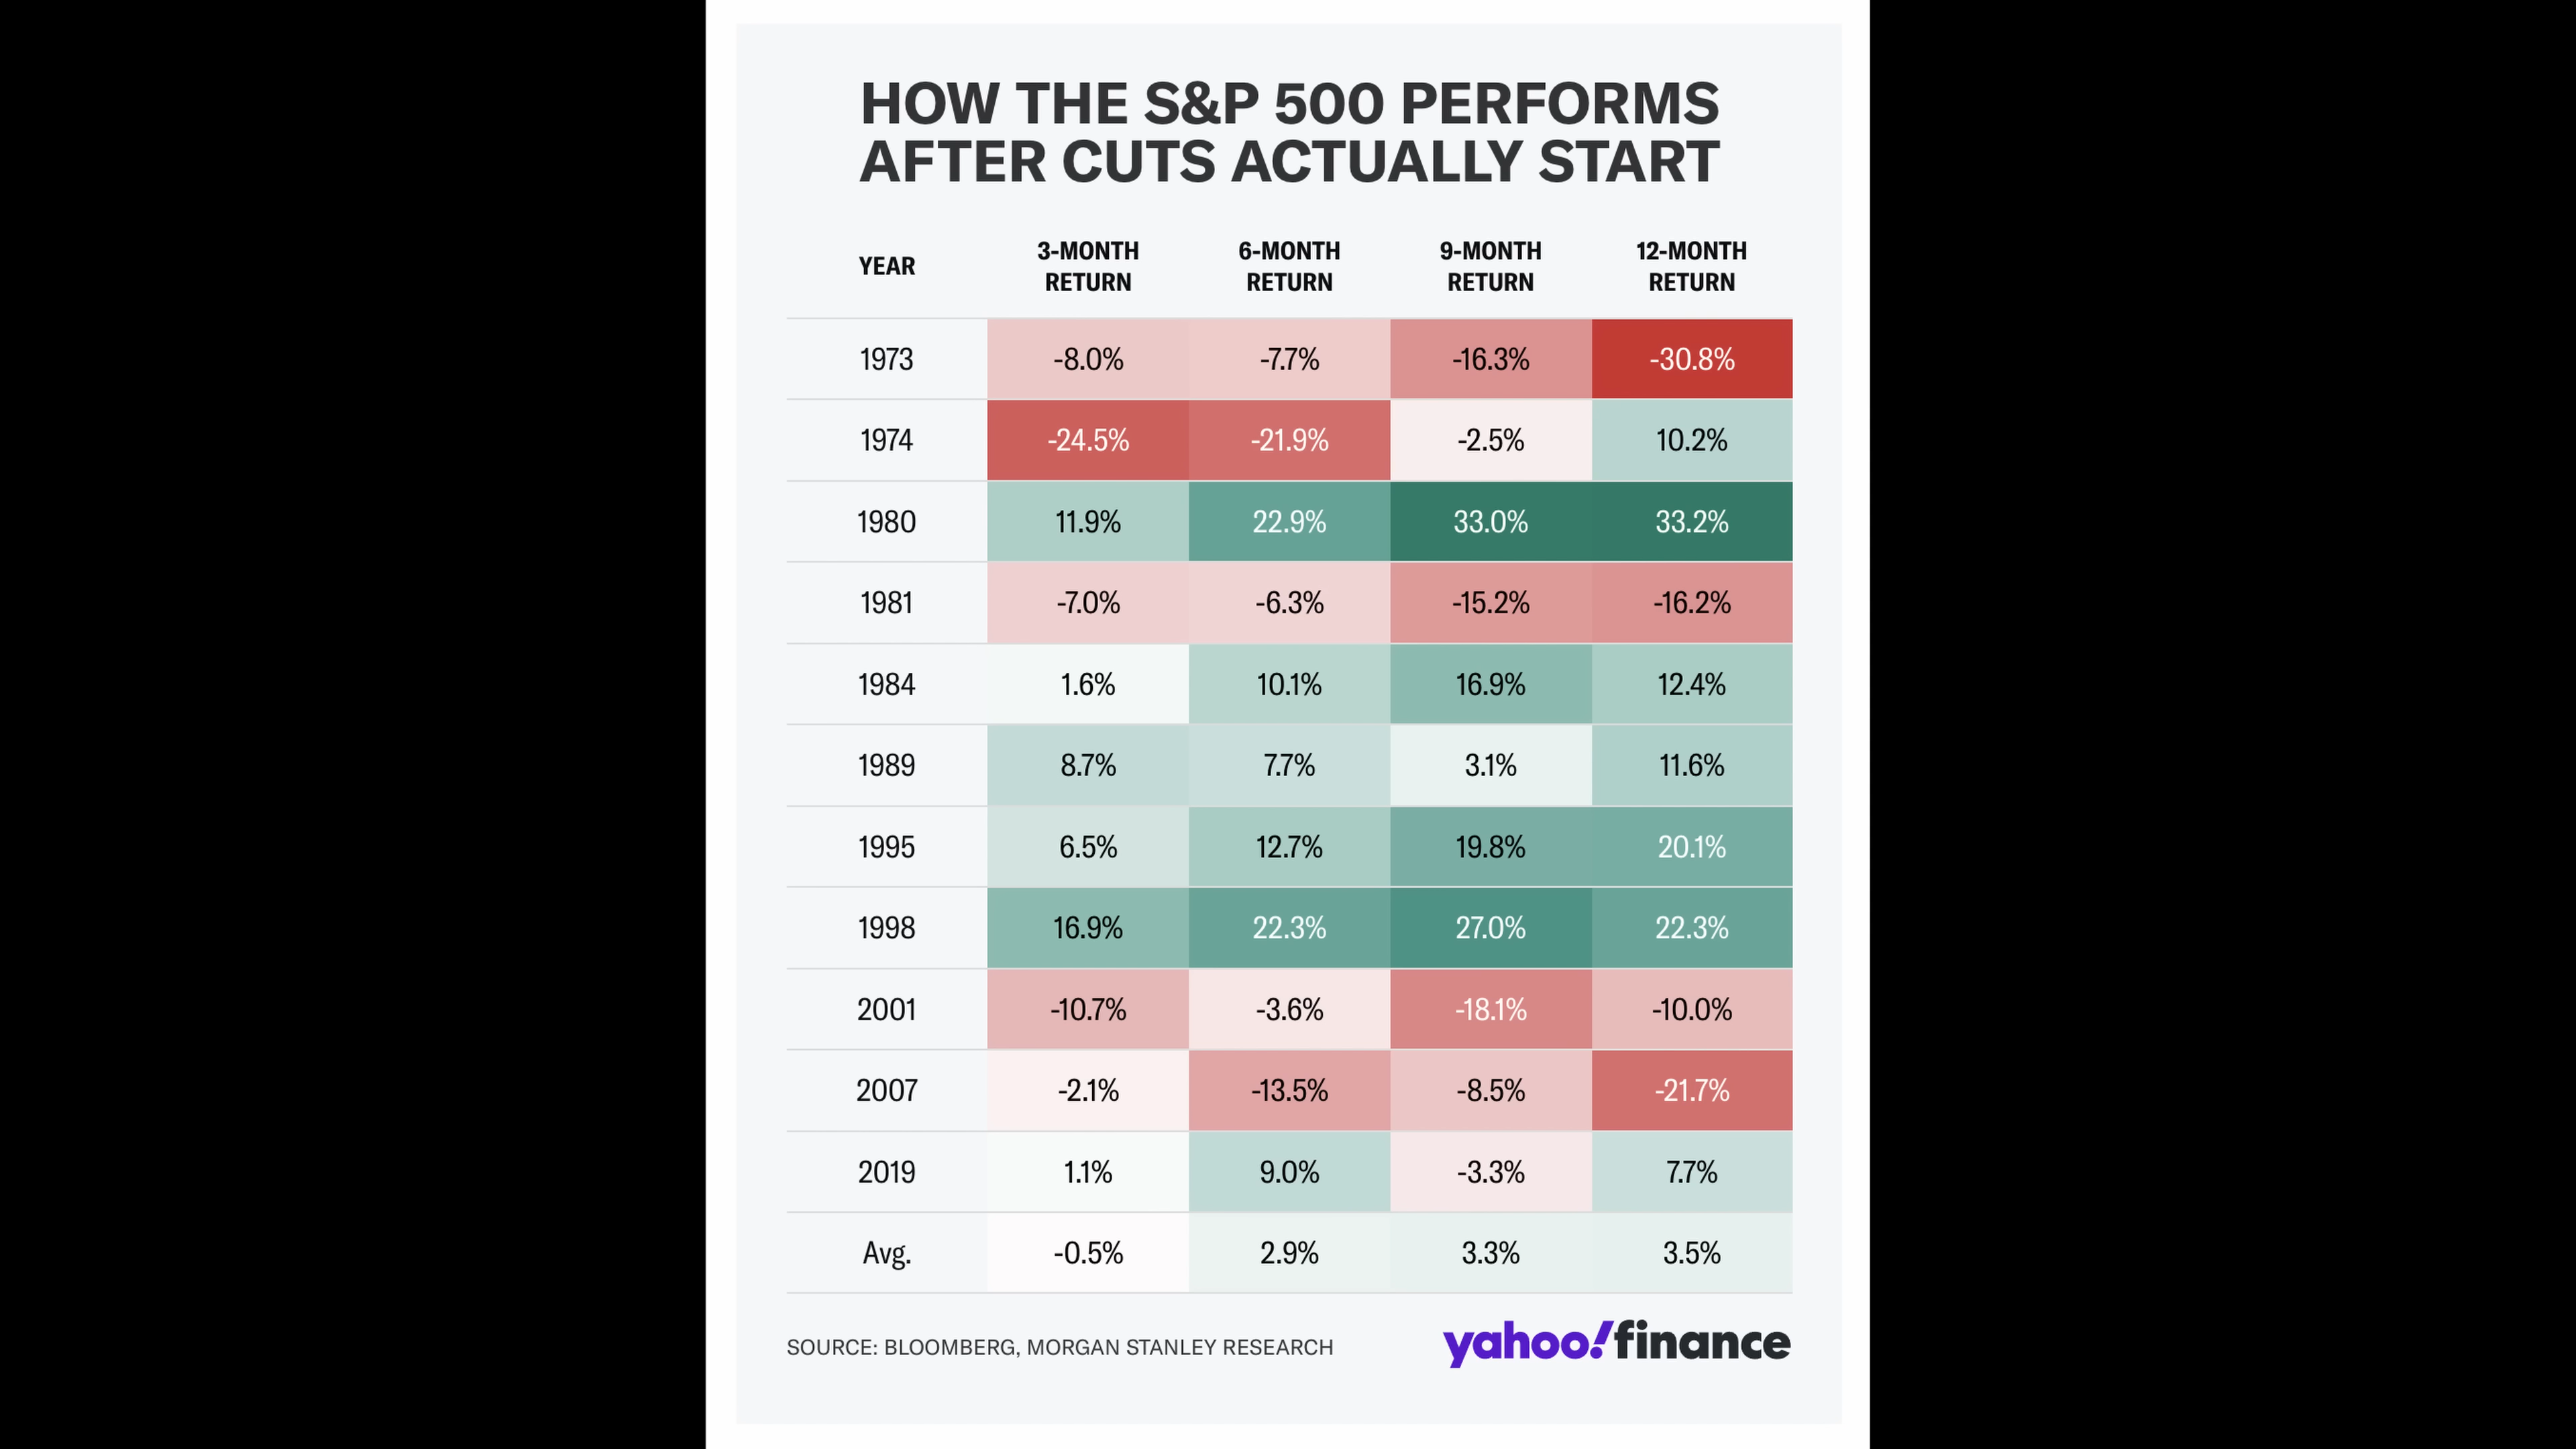 HOW THE S&P 500 PERFORMS
AFTER CUTS ACTUALLY START
YEAR 3-MONTH RETURN 6-MONTH RETURN 9-MONTH RETURN 12-MONTH RETURN
1973 -8.0% -7.7% -16.3% -30.8%
1974 -24.5% -21.9% -2.5% 10.2%
1980 11.9% 22.9% 33.0% 33.2%
1981 -7.0% -6.3% -15.2% -16.2%
1984 1.6% 10.1% 16.9% 12.4%
1989 8.7% 7.7% 3.1% 11.6%
1995 6.5% 12.7% 19.8% 20.1%
1998 16.9% 22.3% 27.0% 22.3%
2001 -10.7% -3.6% -18.1% -10.0%
2007 -2.1% -13.5% -8.5% -21.7%
2019 1.1% 9.0% -3.3% 7.7%
Avg. -0.5% 2.9% 3.3% 3.5%
SOURCE: BLOOMBERG, MORGAN STANLEY RESEARCH
yahoo!finance